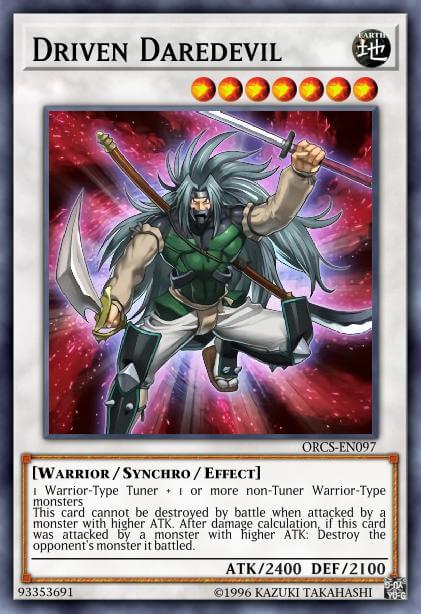 DRIVEN DAREDEVIL
EARTH
地
ORCS-EN097
[WARRIOR / SYNCHRO / EFFECT]
1 Warrior-Type Tuner + 1 or more non-Tuner Warrior-Type
monsters
This card cannot be destroyed by battle when attacked by a
monster with higher ATK. After damage calculation, if this card
was attacked by a monster with higher ATK: Destroy the
opponent's monster it battled.
ATK/2400 DEF/2100
93353691
©1996 KAZUKI TAKAHASHI